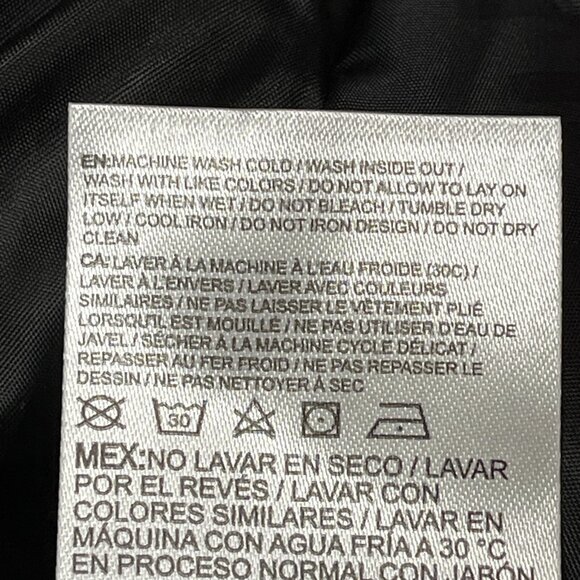 EN:MACHINE WASH COLD / WASH INSIDE OUT /
WASH WITH LIKE COLORS / DO NOT ALLOW TO LAY ON
ITSELF WHEN WET / DO NOT BLEACH / TUMBLE DRY
LOW / COOL IRON / DO NOT IRON DESIGN / DO NOT DRY
CLEAN
CA: LAVER À LA MACHINE À L'EAU FROIDE (30C) /
LAVER À L'ENVERS / LAVER AVEC COULEURS
SIMILAIRES / NE PAS LAISSER LE VÊTEMENT PLIÉ
LORSQU'IL EST MOUILLÉ / NE PAS UTILISER D'EAU DE
JAVEL / SÉCHER À LA MACHINE CYCLE DÉLICAT /
REPASSER AU FER FROID / NE PAS REPASSER LE
DESSIN / NE PAS NETTOYER À SEC
30
MEX:NO LAVAR EN SECO / LAVAR
POR EL REVÉS / LAVAR CON
COLORES SIMILARES / LAVAR EN
MÁQUINA CON AGUA FRÍA A 30 °C
EN PROCESO NORMAL CON JABÓN